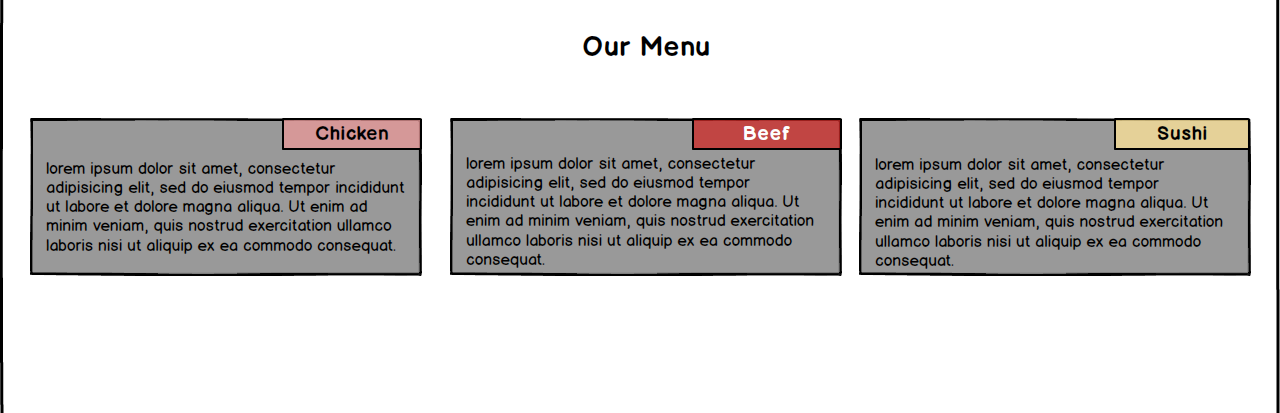 Our Menu
Chicken
lorem ipsum dolor sit amet, consectetur
adipisicing elit, sed do eiusmod tempor incididunt
ut labore et dolore magna aliqua. Ut enim ad
minim veniam, quis nostrud exercitation ullamco
laboris nisi ut aliquip ex ea commodo consequat.
Beef
lorem ipsum dolor sit amet, consectetur
adipisicing elit, sed do eiusmod tempor
incididunt ut labore et dolore magna aliqua. Ut
enim ad minim veniam, quis nostrud exercitation
ullamco laboris nisi ut aliquip ex ea commodo
consequat.
Sushi
lorem ipsum dolor sit amet, consectetur
adipisicing elit, sed do eiusmod tempor
incididunt ut labore et dolore magna aliqua. Ut
enim ad minim veniam, quis nostrud exercitation
ullamco laboris nisi ut aliquip ex ea commodo
consequat.